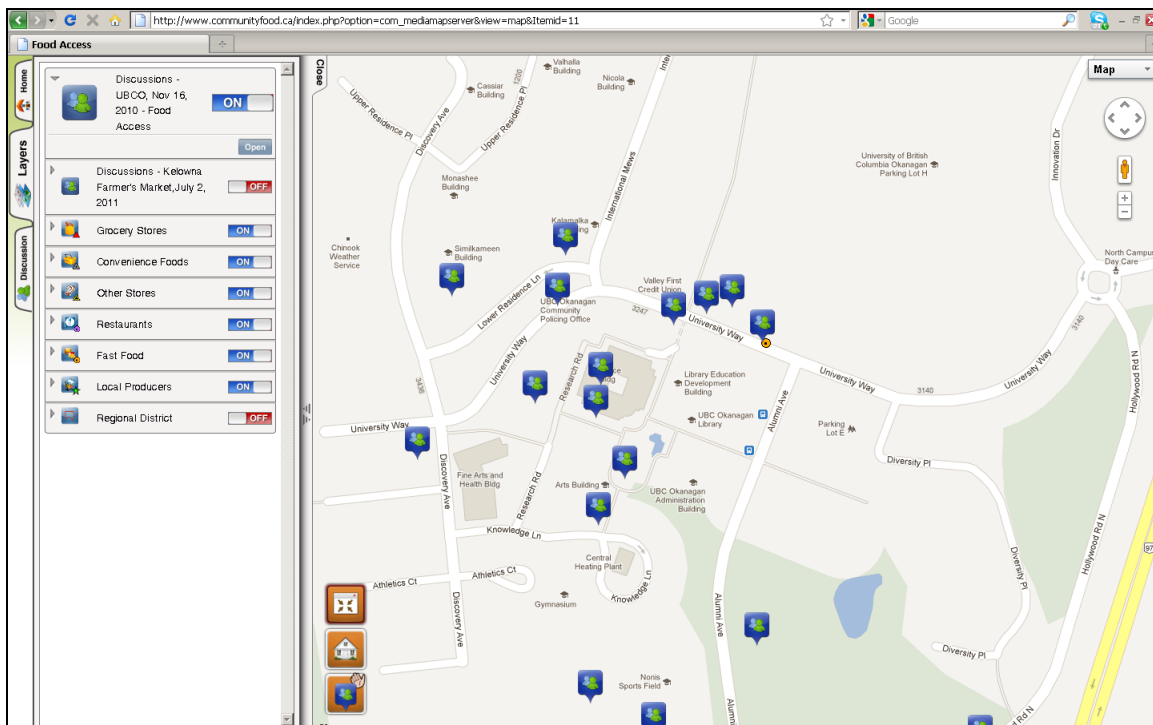 http://www.communityfood.ca/index.php?option=com_mediamapserver&view=map&Itemid=11
Google
Food Access
Home
Layers
Discussion
Close
Discussions -
UBCO, Nov 16,
2010 - Food
Access
ON
Open
Discussions - Kelowna
Farmer's Market,July 2,
2011
OFF
Grocery Stores
ON
Convenience Foods
ON
Other Stores
ON
Restaurants
ON
Fast Food
ON
Local Producers
ON
Regional District
OFF
Map
Valhalla
Building
Cassiar
Building
1200
Nicola
Building
Upper Residence Pl
Upper Residence Pl
Discovery Ave
International Mews
Innovation Dr
University of British
Columbia Okanagan
Parking Lot H
Monashee
Building
Chinook
Weather
Service
Similkameen
Building
North Campus
Day Care
Valley First
Credit Union
Lower Residence Ln
UBC Okanagan
Community
Policing Office
3247
University Way
University Way
3140
University Way
3140
University Way
3436
Research Rd
Library Education
Development
Building
UBC Okanagan
Library
Alumni Ave
Parking
Lot E
Hollywood Rd N
University Way
Discovery Ave
Fine Arts and
Health Bldg
Research Rd
Arts Building
UBC Okanagan
Administration
Building
Diversity Pl
Knowledge Ln
Central
Heating Plant
Knowledge Ln
Athletics Ct
Athletics Ct
Gymnasium
Discovery Ave
Alumni Ave
Diversity Pl
Hollywood Rd N
97
Diversity Pl
Nonis
Sports Field
Alumni Ave